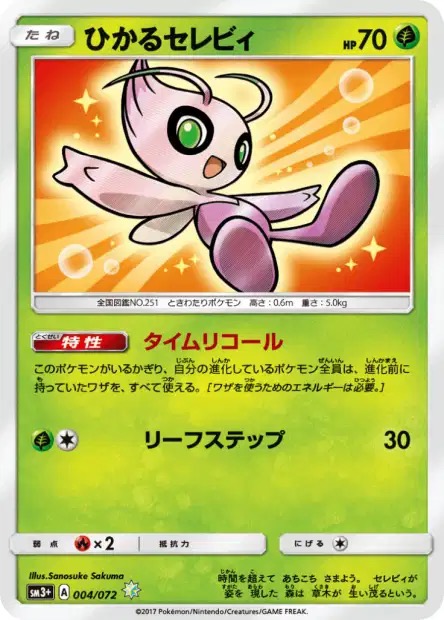 たね ひかるセレビィ HP70
全国図鑑NO.251 ときわたりポケモン 高さ:0.6m 重さ:5.0kg
とくせい 特性 タイムリコール
このポケモンがいるかぎり、自分の進化しているポケモン全員は、進化前に
持っていたワザを、すべて使える。[ワザを使うためのエネルギーは必要。]
リーフステップ 30
弱点 ×2 抵抗力 にげる
Illus.Sanosuke Sakuma
SM3+ A 004/072
時間を超えて あちこち さまよう。 セレビィが
姿を 現した 森は 草木が 生い茂るという。
©2017 Pokémon/Nintendo/Creatures/GAME FREAK.